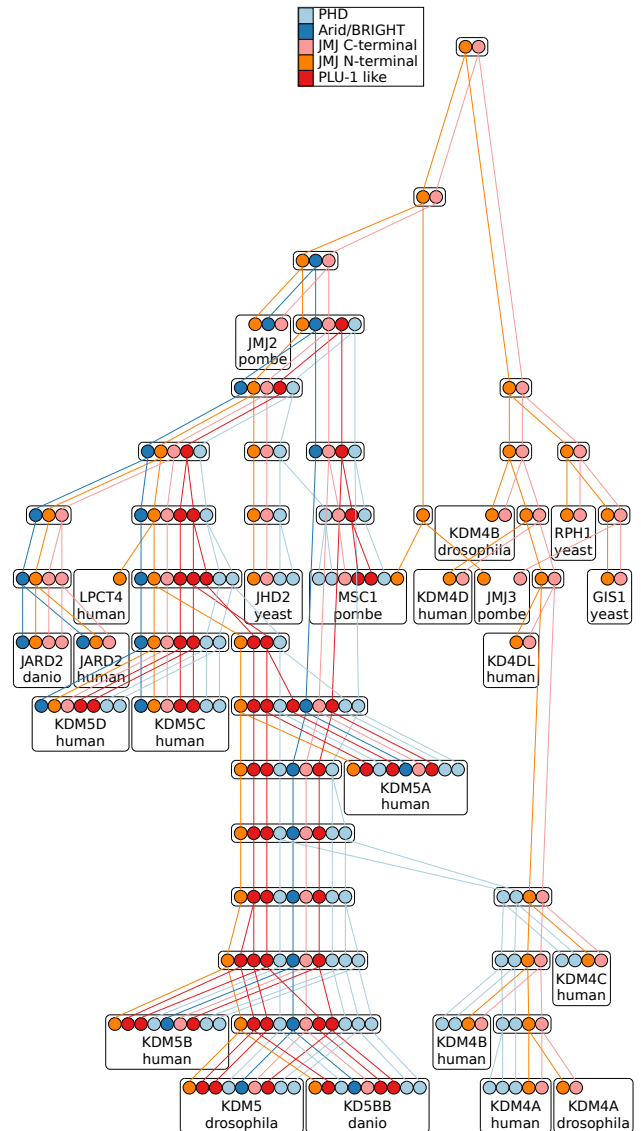 PHD
Arid/BRIGHT
JMJ C-terminal
JMJ N-terminal
PLU-1 like
JMJ2
pombe
KDM4B
drosophila
RPH1
yeast
LPCT4
human
JHD2
yeast
MSC1
pombe
KDM4D
human
JMJ3
pombe
GIS1
yeast
JARD2
danio
JARD2
human
KD4DL
human
KDM5D
human
KDM5C
human
KDM5A
human
KDM4C
human
KDM5B
human
KDM4B
human
KDM5
drosophila
KD5BB
danio
KDM4A
human
KDM4A
drosophila